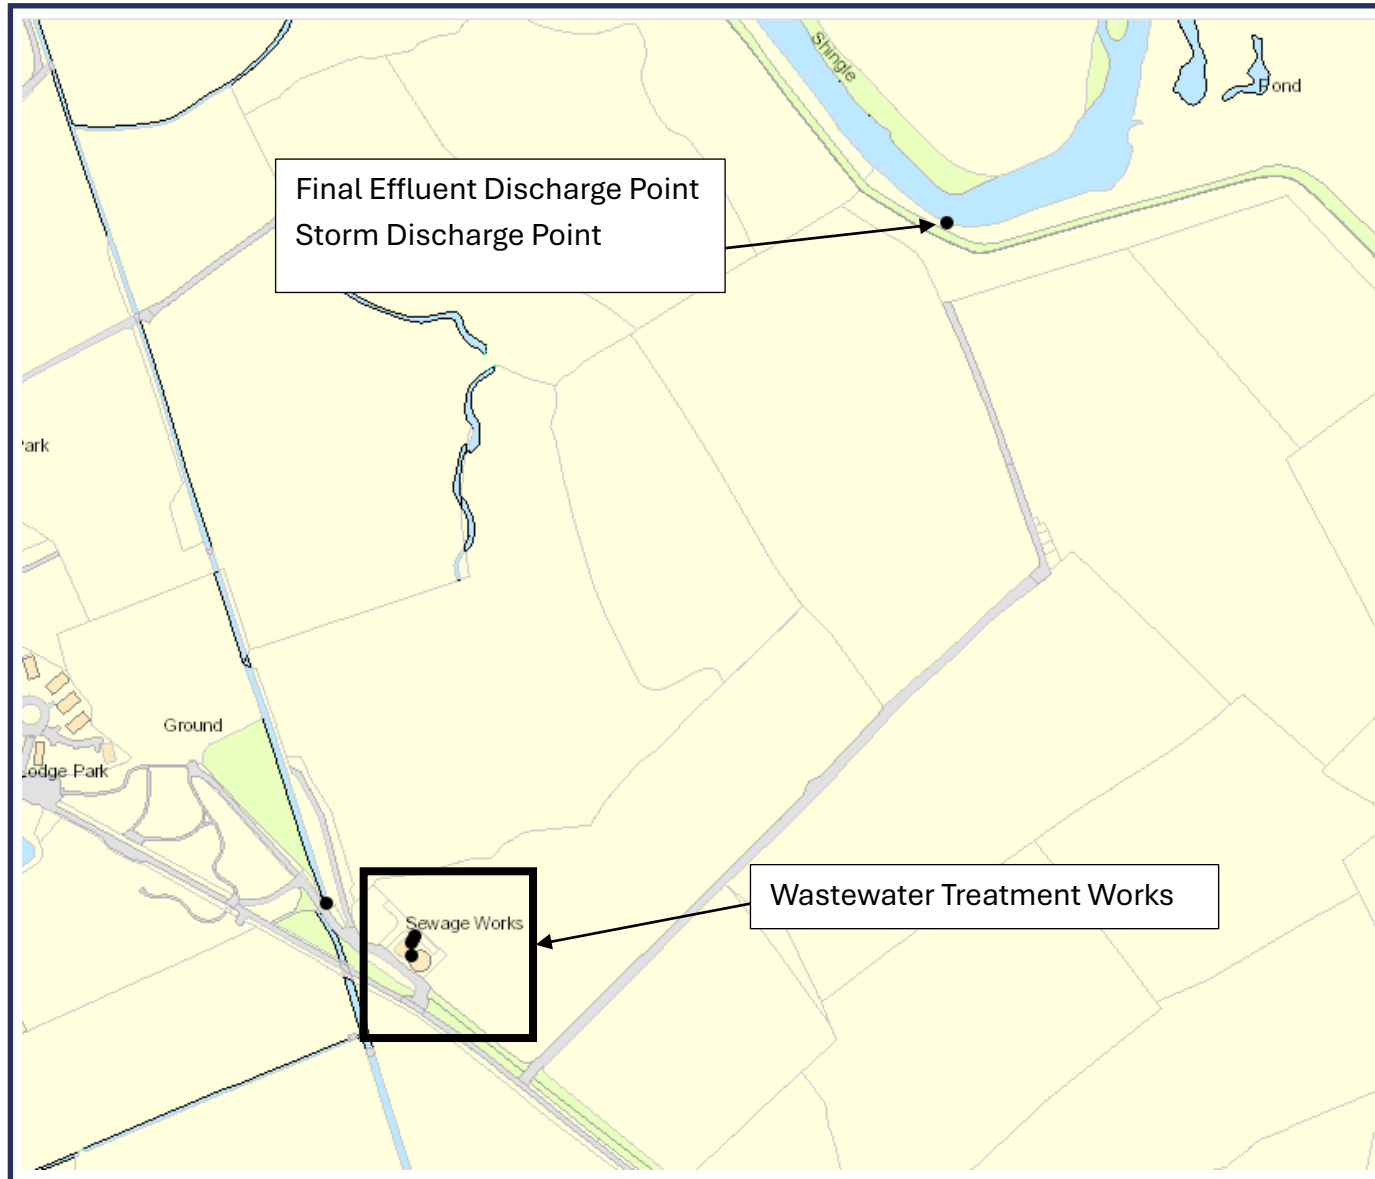 Shingle
Pond
Final Effluent Discharge Point
Storm Discharge Point
Park
Ground
Lodge Park
Wastewater Treatment Works
Sewage Works